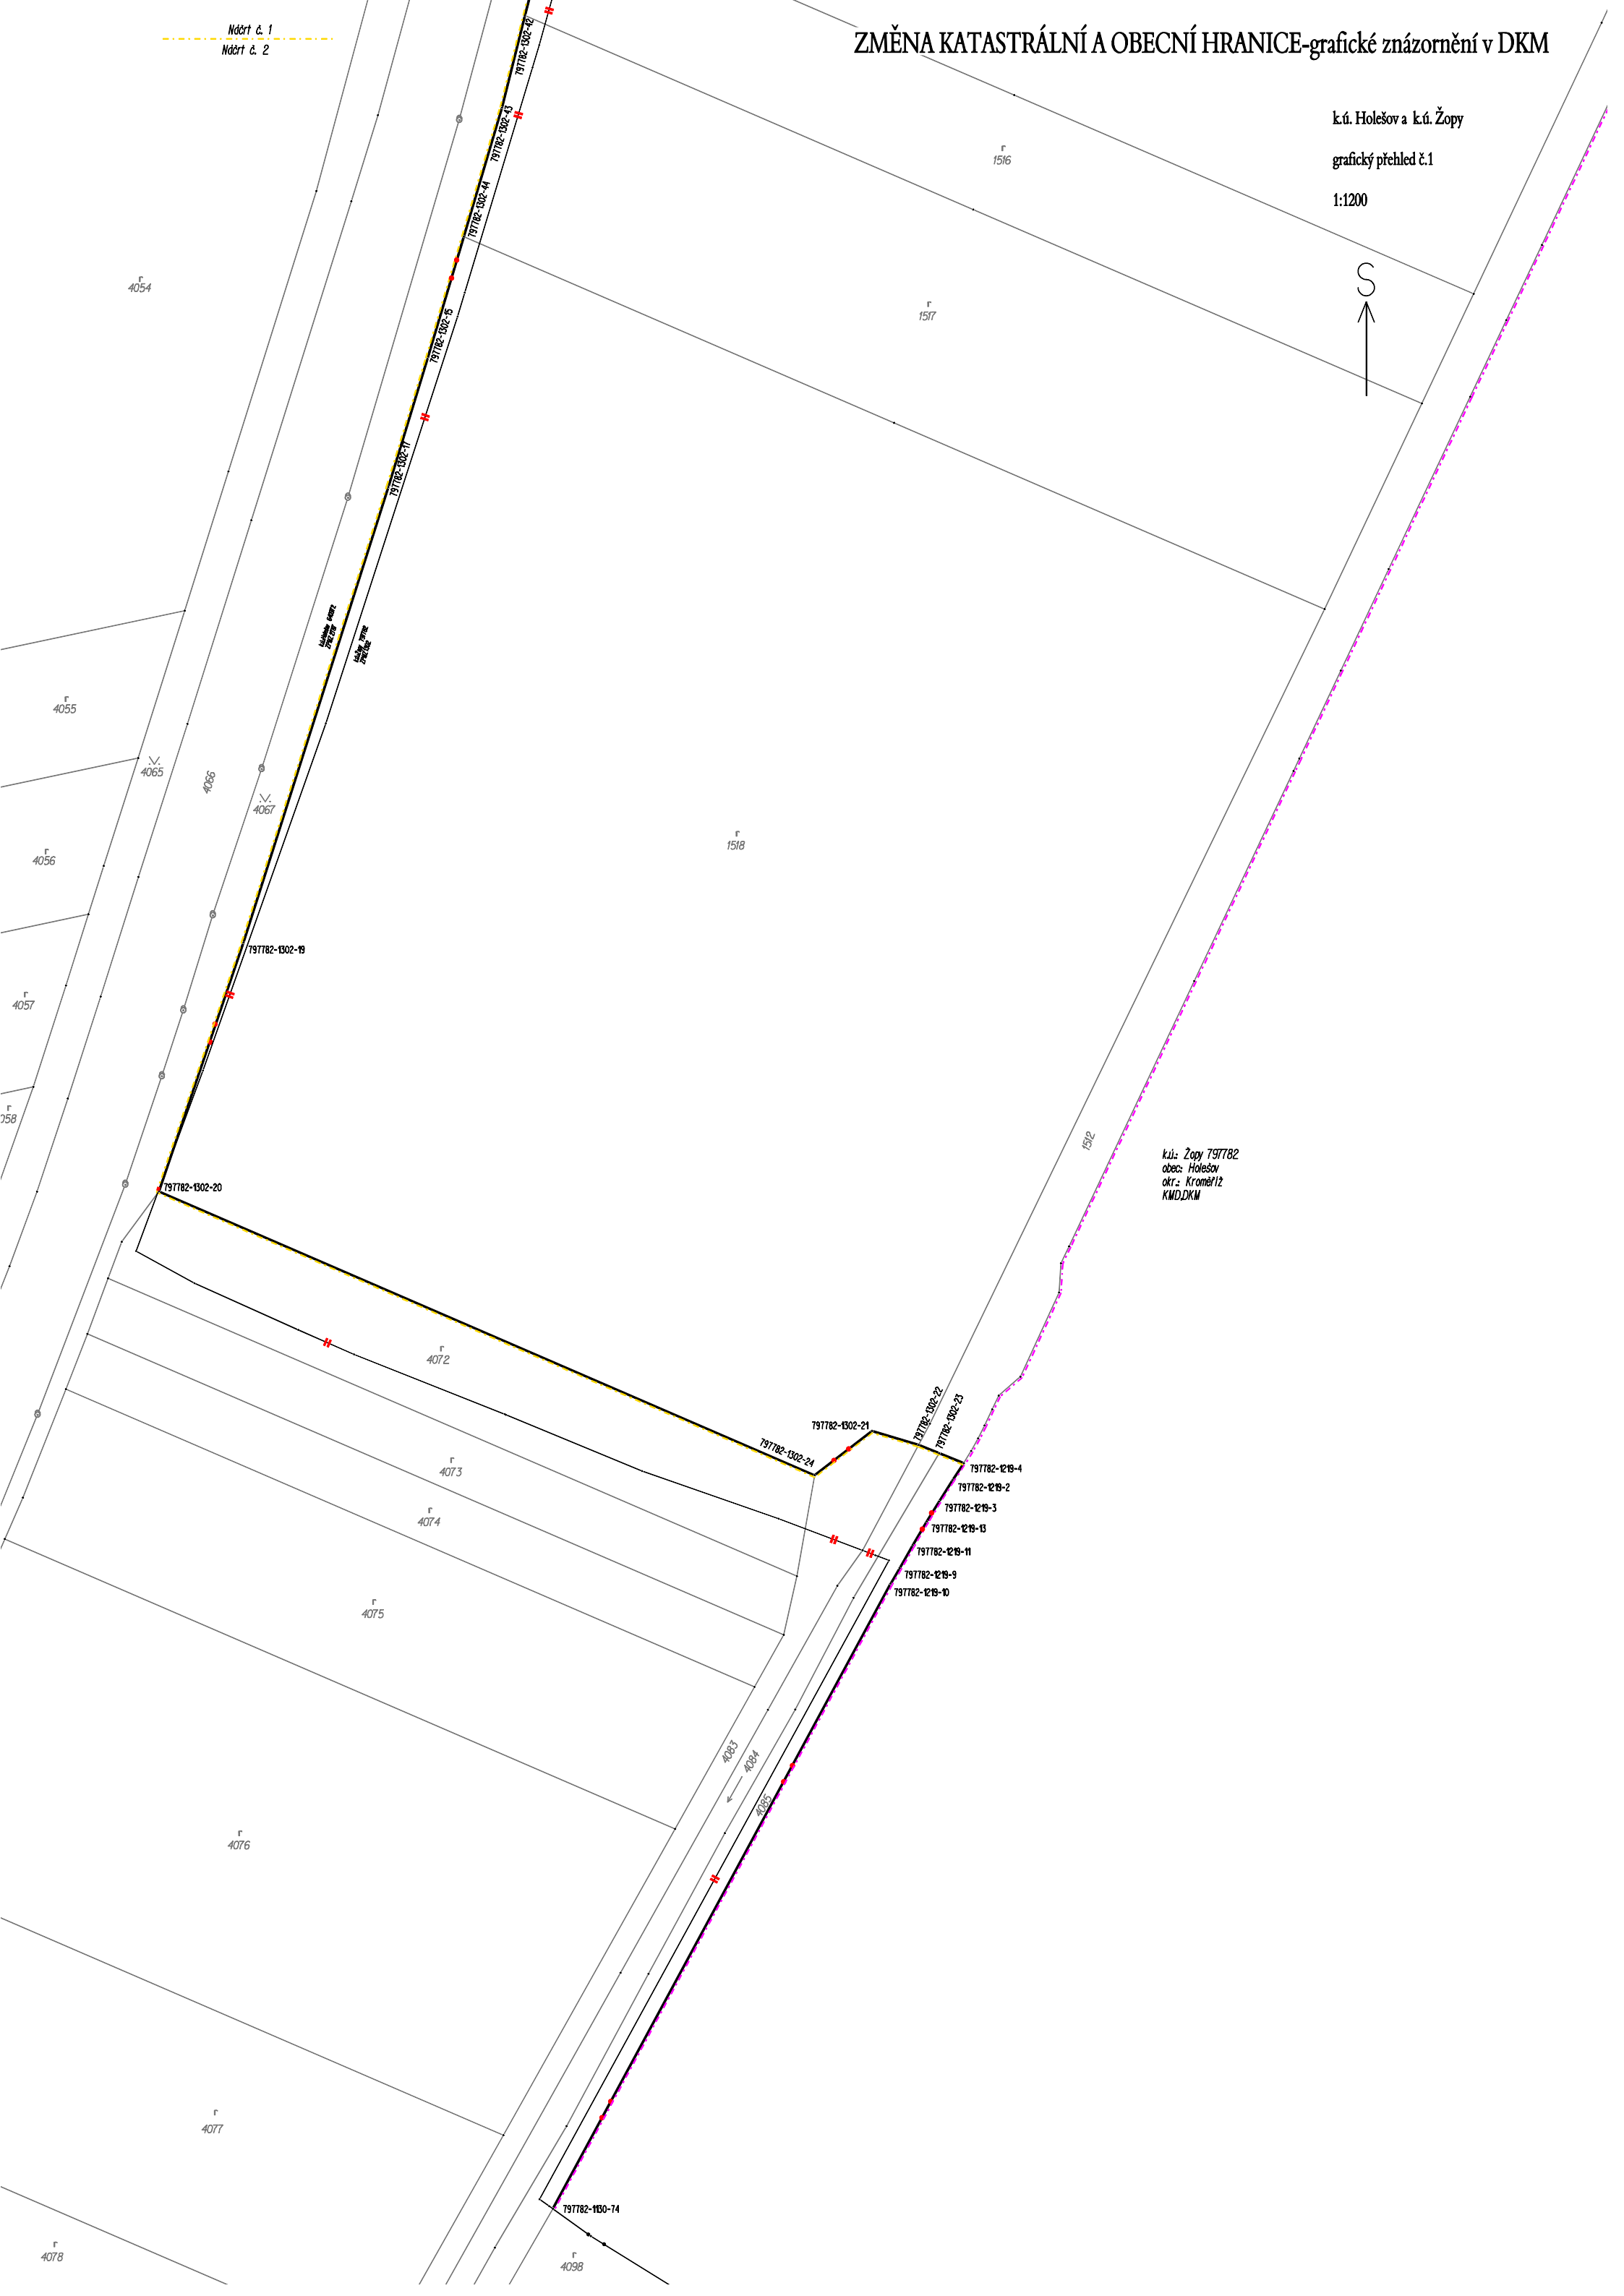 Náčrt č. 1
Náčrt č. 2
ZMĚNA KATASTRÁLNÍ A OBECNÍ HRANICE-grafické znázornění v DKM
k.ú. Holešov a k.ú. Žopy
grafický přehled č.1
1:1200
S
797782-1302-42
797782-1302-43
797782-1302-44
r
1516
r
4054
r
1517
797782-1302-15
797782-1302-17
k.ú.Žopy 797782
r
4055
4065
4066
4067
r
1518
r
4056
797782-1302-19
r
4057
r
058
1512
k.ú.: Žopy 797782
obec: Holešov
okr.: Kroměříž
KMD,DKM
797782-1302-20
r
4072
797782-1302-21
797782-1302-22
797782-1302-23
797782-1302-24
797782-1219-4
797782-1219-2
797782-1219-3
797782-1219-13
797782-1219-11
797782-1219-9
797782-1219-10
r
4073
r
4074
r
4075
4083
4084
4085
r
4076
r
4077
797782-1130-74
r
4078
r
4098